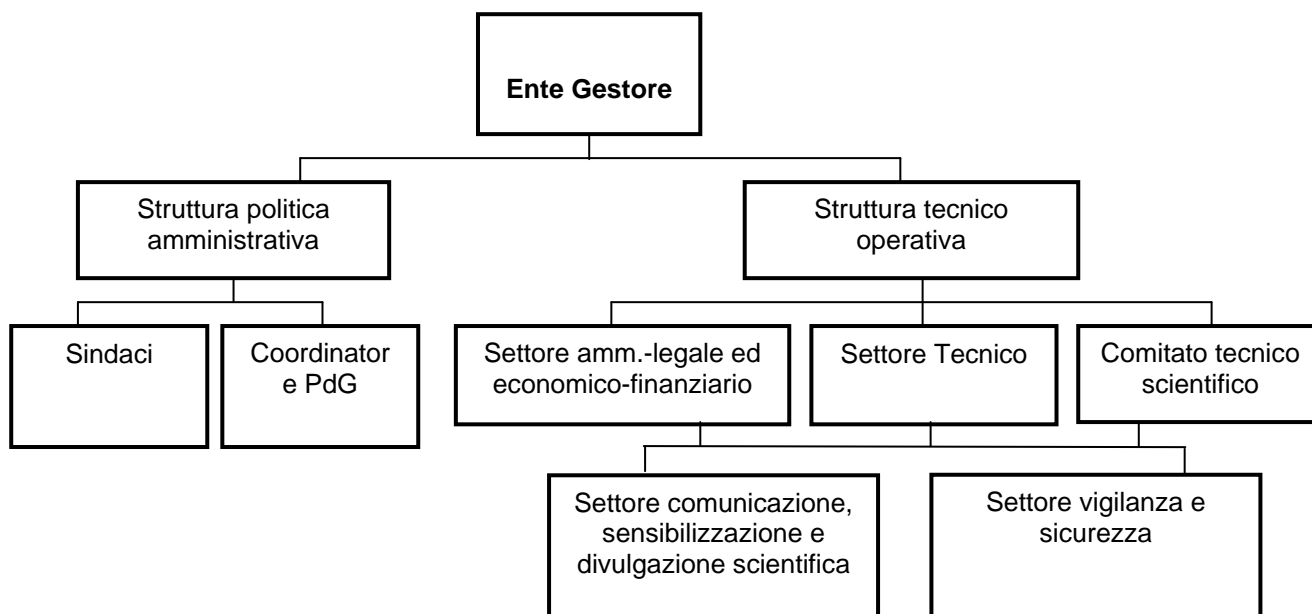 Ente Gestore
Struttura politica
amministrativa
Struttura tecnico
operativa
Sindaci
Coordinator
e PdG
Settore amm.-legale ed
economico-finanziario
Settore Tecnico
Comitato tecnico
scientifico
Settore comunicazione,
sensibilizzazione e
divulgazione scientifica
Settore vigilanza e
sicurezza